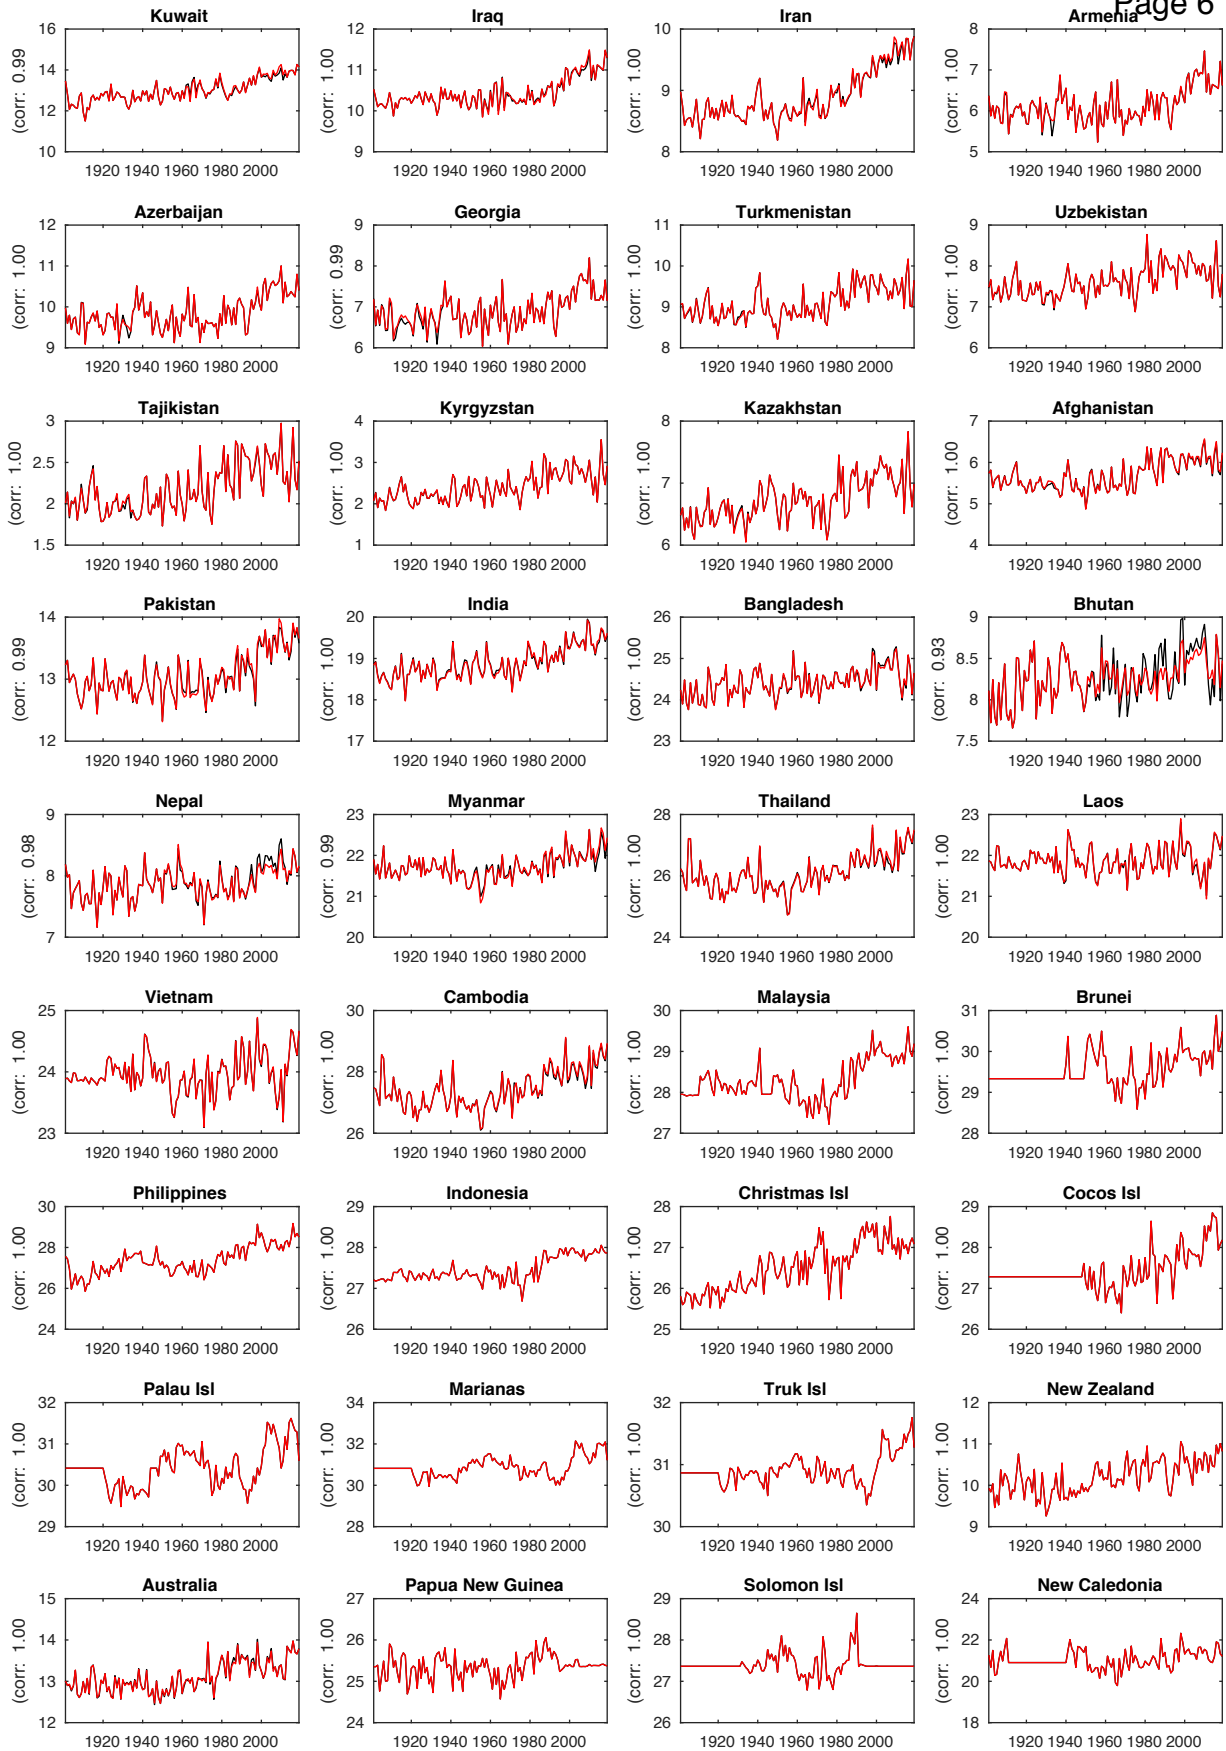 Page 6
Kuwait Iraq Iran Armenia
16 12 10 8
14 11 9 7
12 10 8 6
10 9 5
(corr: 0.99 (corr: 1.00 (corr: 1.00 (corr: 1.00
1920 1940 1960 1980 2000 1920 1940 1960 1980 2000 1920 1940 1960 1980 2000 1920 1940 1960 1980 2000
Azerbaijan Georgia Turkmenistan Uzbekistan
12 9 11 9
11 8 10 8
10 7 9 7
9 6 8 6
(corr: 1.00 (corr: 0.99 (corr: 1.00 (corr: 1.00
1920 1940 1960 1980 2000 1920 1940 1960 1980 2000 1920 1940 1960 1980 2000 1920 1940 1960 1980 2000
Tajikistan Kyrgyzstan Kazakhstan Afghanistan
3 4 8 7
2.5 3 7 6
2 2 6 5
1.5 1 4
(corr: 1.00 (corr: 1.00 (corr: 1.00 (corr: 1.00
1920 1940 1960 1980 2000 1920 1940 1960 1980 2000 1920 1940 1960 1980 2000 1920 1940 1960 1980 2000
Pakistan India Bangladesh Bhutan
14 20 26 9
13 19 25 8.5
12 18 24 8
17 23 7.5
(corr: 0.99 (corr: 1.00 (corr: 1.00 (corr: 0.93
1920 1940 1960 1980 2000 1920 1940 1960 1980 2000 1920 1940 1960 1980 2000 1920 1940 1960 1980 2000
Nepal Myanmar Thailand Laos
9 23 28 23
8 22 26 22
7 21 24 21
20 20
(corr: 0.98 (corr: 0.99 (corr: 1.00 (corr: 1.00
1920 1940 1960 1980 2000 1920 1940 1960 1980 2000 1920 1940 1960 1980 2000 1920 1940 1960 1980 2000
Vietnam Cambodia Malaysia Brunei
25 30 30 31
24 28 29 30
23 26 28 29
27 28
(corr: 1.00 (corr: 1.00 (corr: 1.00 (corr: 1.00
1920 1940 1960 1980 2000 1920 1940 1960 1980 2000 1920 1940 1960 1980 2000 1920 1940 1960 1980 2000
Philippines Indonesia Christmas Isl Cocos Isl
30 29 28 29
28 28 27 28
26 27 26 27
24 26 25 26
(corr: 1.00 (corr: 1.00 (corr: 1.00 (corr: 1.00
1920 1940 1960 1980 2000 1920 1940 1960 1980 2000 1920 1940 1960 1980 2000 1920 1940 1960 1980 2000
Palau Isl Marianas Truk Isl New Zealand
32 34 32 12
31 32 31 11
30 30 30 10
29 28 9
(corr: 1.00 (corr: 1.00 (corr: 1.00 (corr: 1.00
1920 1940 1960 1980 2000 1920 1940 1960 1980 2000 1920 1940 1960 1980 2000 1920 1940 1960 1980 2000
Australia Papua New Guinea Solomon Isl New Caledonia
15 27 29 24
14 26 28 22
13 25 27 20
12 24 26 18
(corr: 1.00 (corr: 1.00 (corr: 1.00 (corr: 1.00
1920 1940 1960 1980 2000 1920 1940 1960 1980 2000 1920 1940 1960 1980 2000 1920 1940 1960 1980 2000